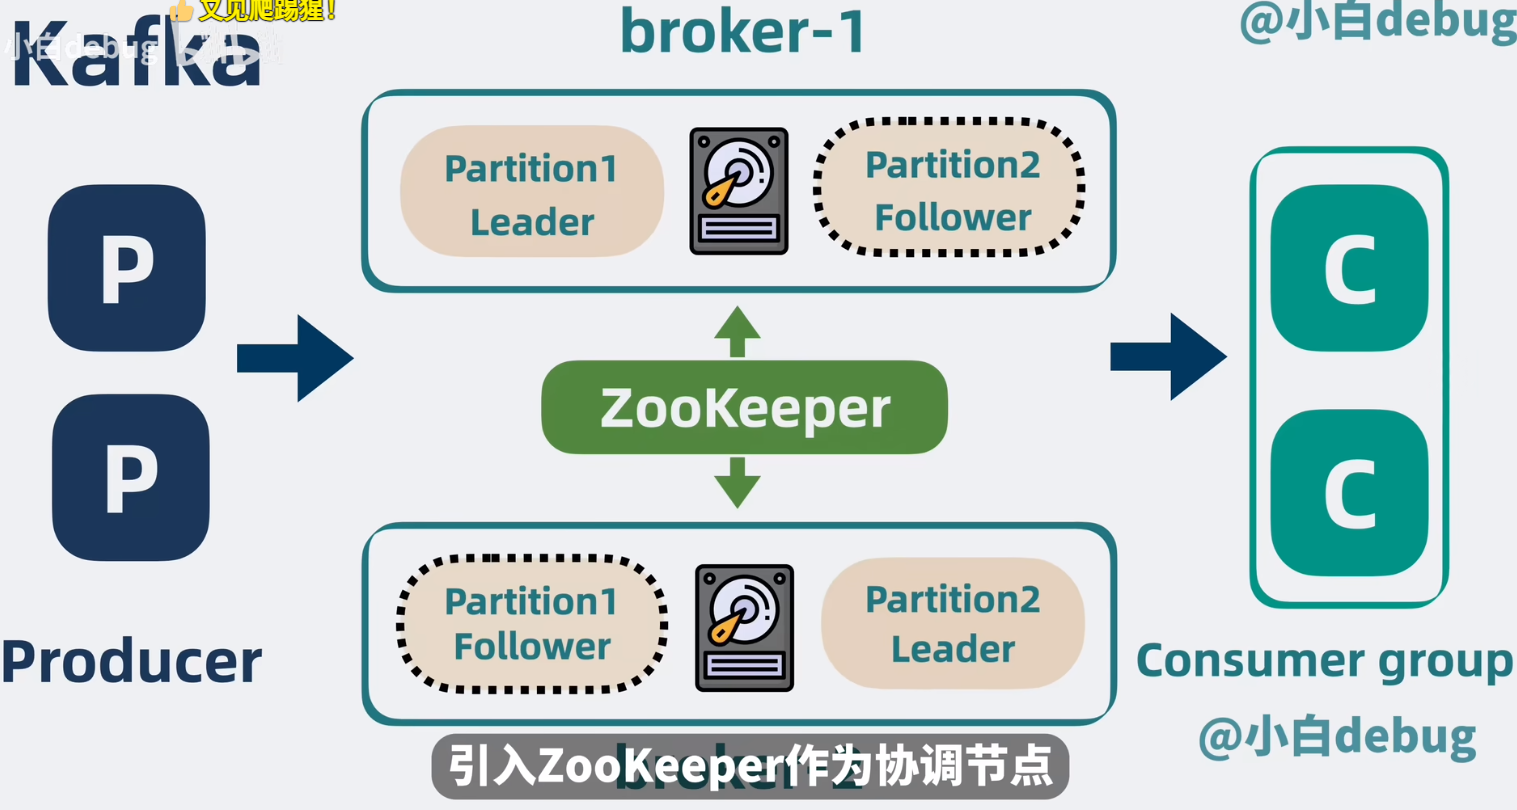 👍又见爬踢猩！
Kafka
小白debug
broker-1
@小白debug
Partition1
Leader
Partition2
Follower
P
P
Producer
ZooKeeper
C
C
Consumer group
Partition1
Follower
Partition2
Leader
@小白debug
broker-2
引入ZooKeeper作为协调节点